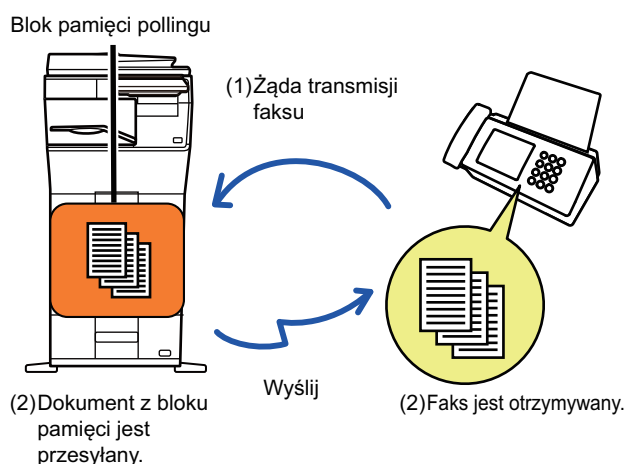 Blok pamięci pollingu
(1)Żąda transmisji
faksu
Wyślij
(2)Dokument z bloku
pamięci jest
przesyłany.
(2)Faks jest otrzymywany.